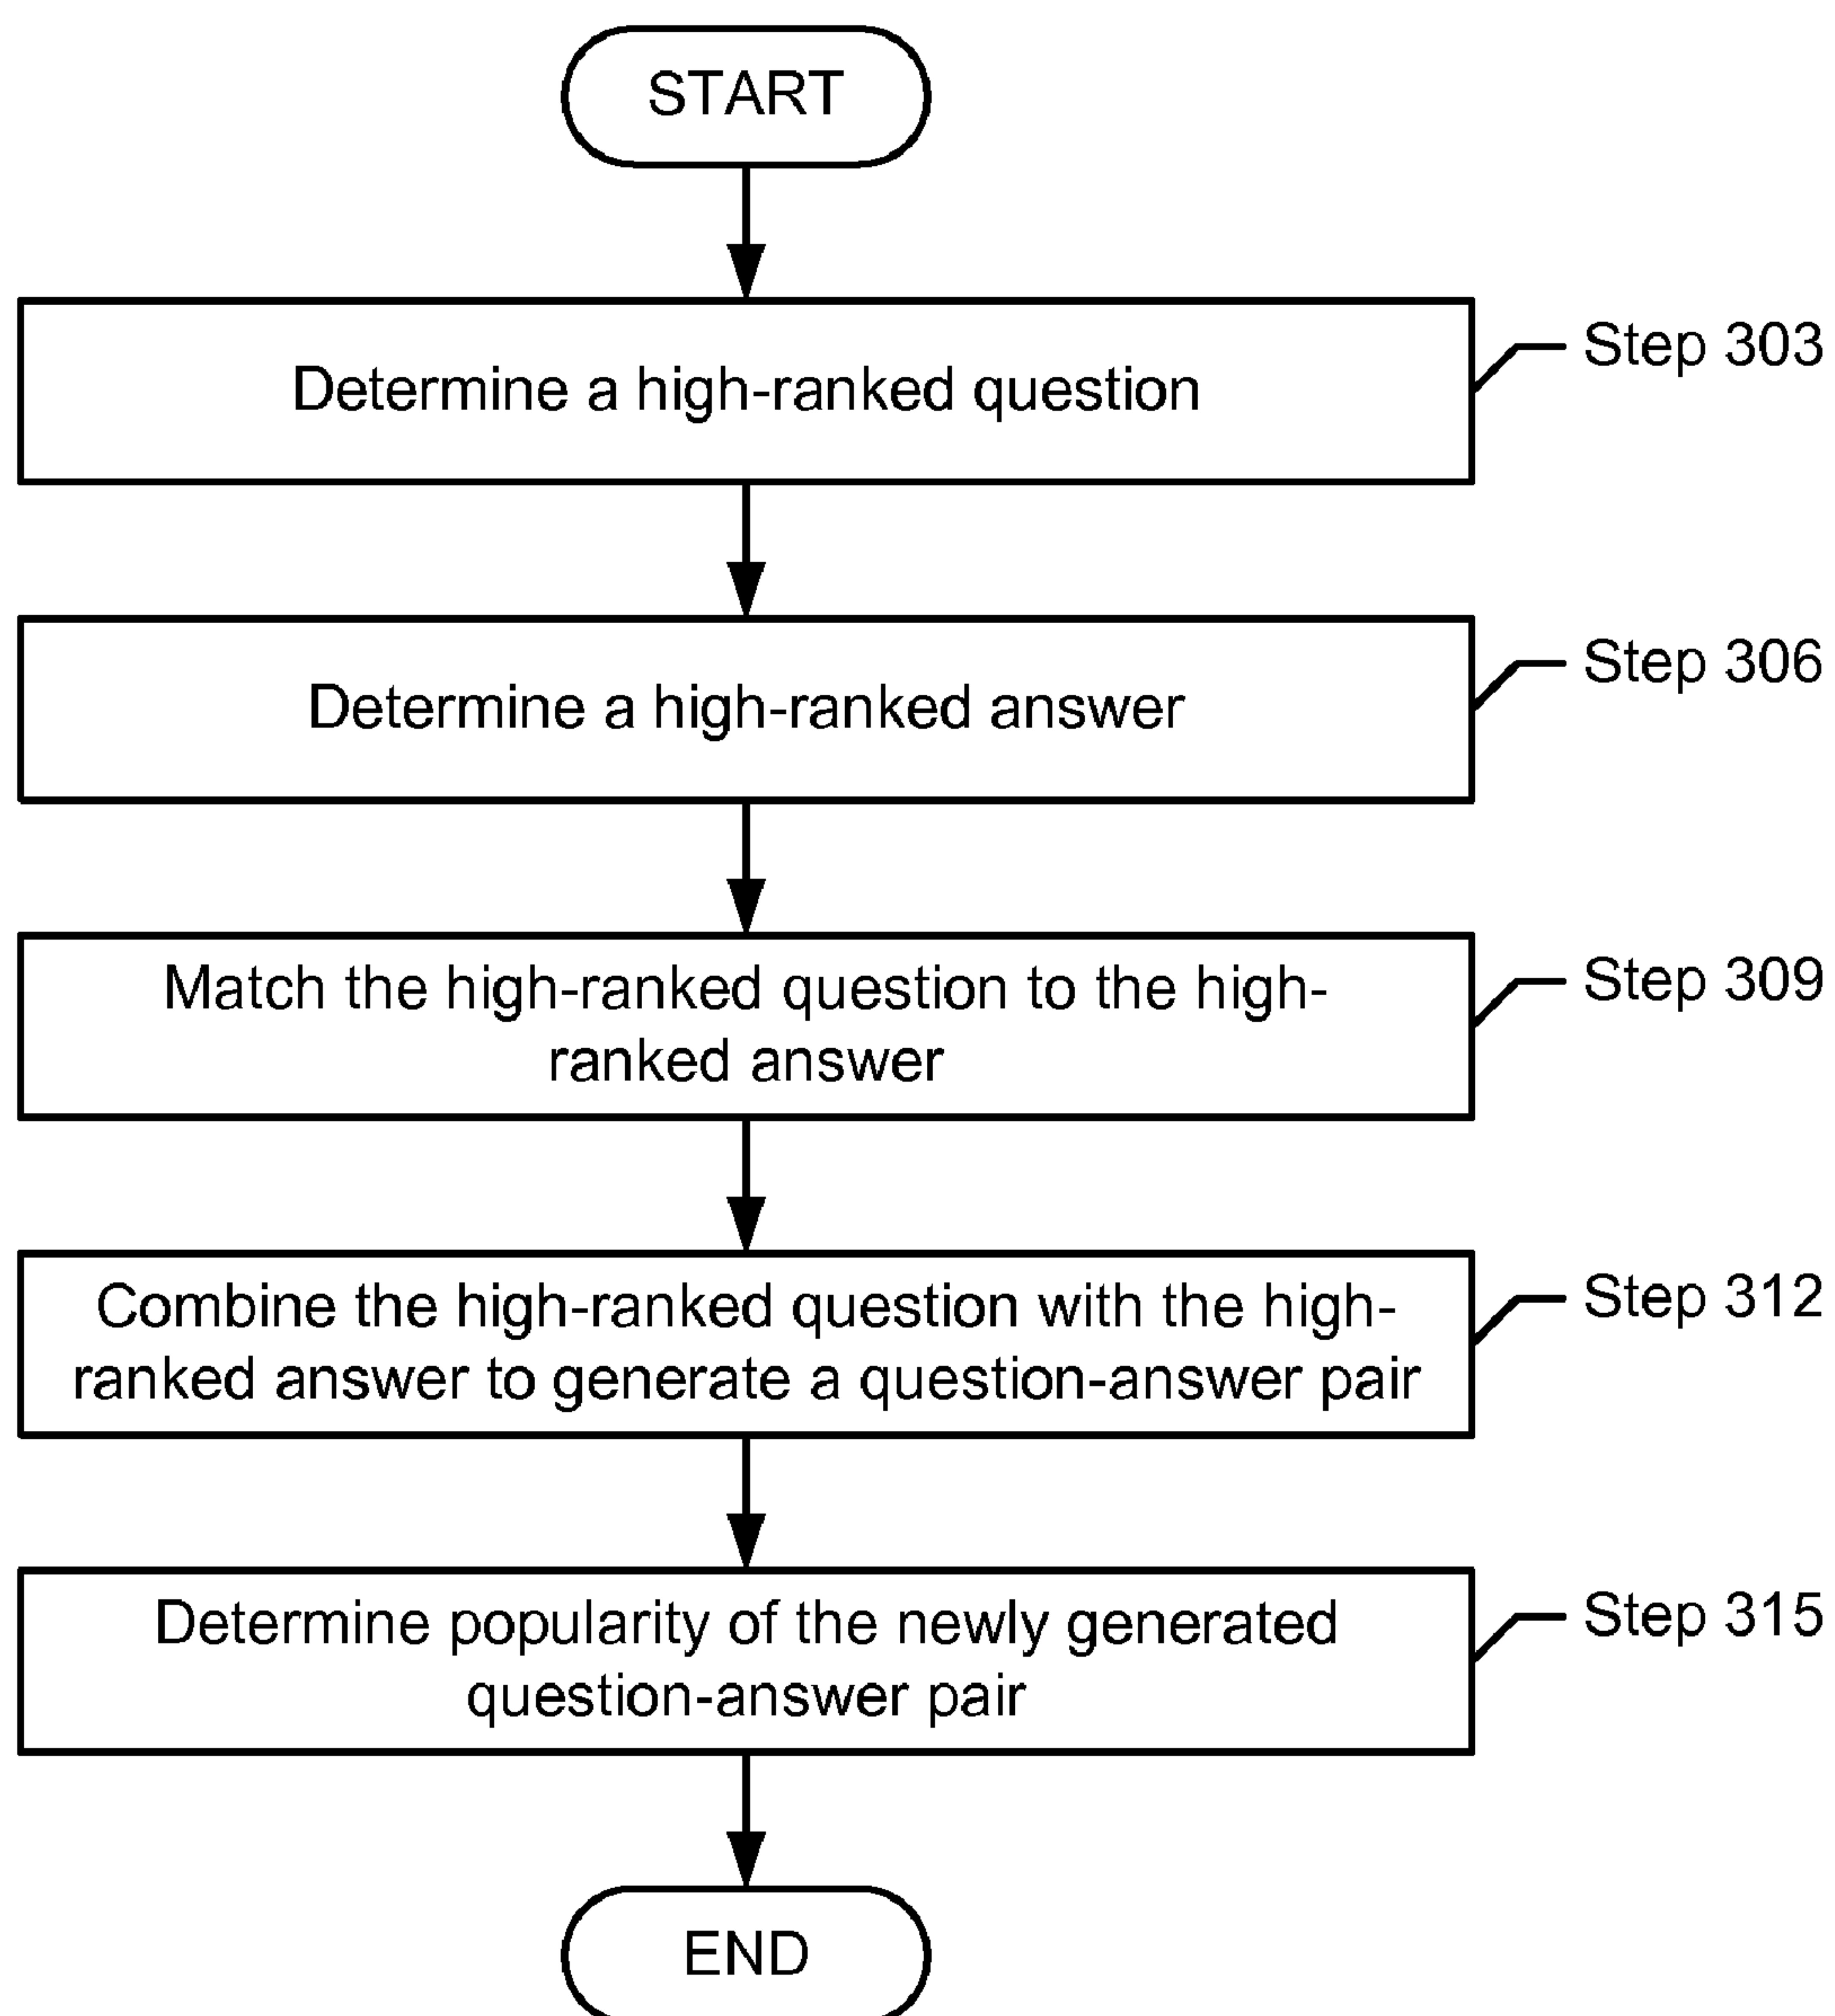 START
Determine a high-ranked question
Step 303
Determine a high-ranked answer
Step 306
Match the high-ranked question to the high-
ranked answer
Step 309
Combine the high-ranked question with the high-
ranked answer to generate a question-answer pair
Step 312
Determine popularity of the newly generated
question-answer pair
Step 315
END